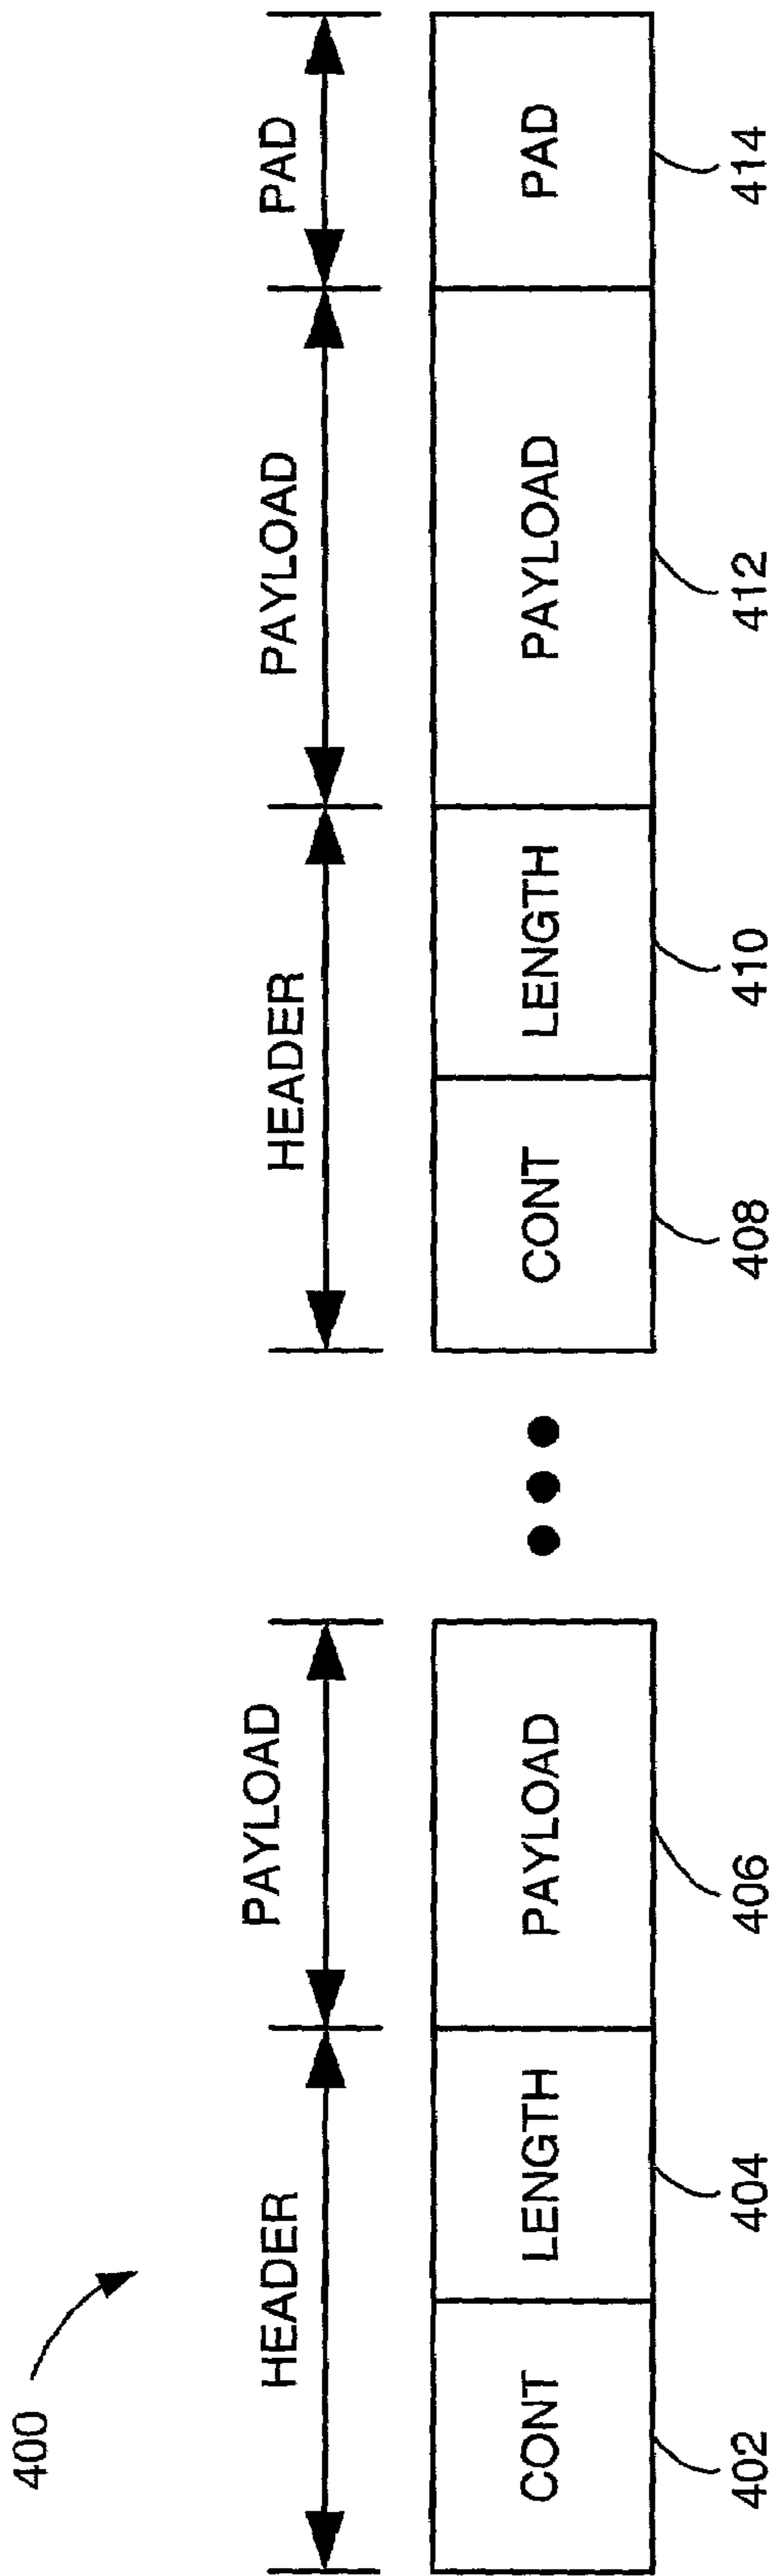 400
HEADER PAYLOAD HEADER PAYLOAD PAD
CONT LENGTH PAYLOAD CONT LENGTH PAYLOAD PAD
402 404 406 408 410 412 414